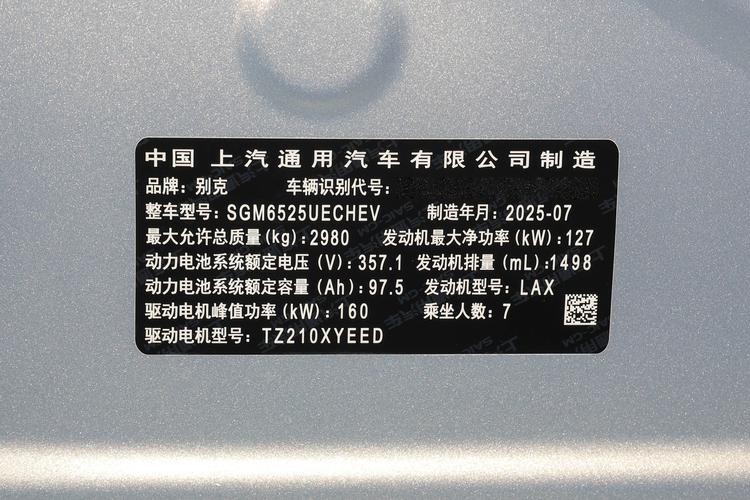 中国 上汽通用汽车有限公司制造
品牌: 别克 车辆识别代号:
整车型号: SGM6525UECHEV 制造年月: 2025-07
最大允许总质量(kg): 2980 发动机最大净功率(kW): 127
动力电池系统额定电压(V): 357.1 发动机排量(mL): 1498
动力电池系统额定容量(Ah): 97.5 发动机型号: LAX
驱动电机峰值功率(kW): 160 乘坐人数: 7
驱动电机型号: TZ210XYEED